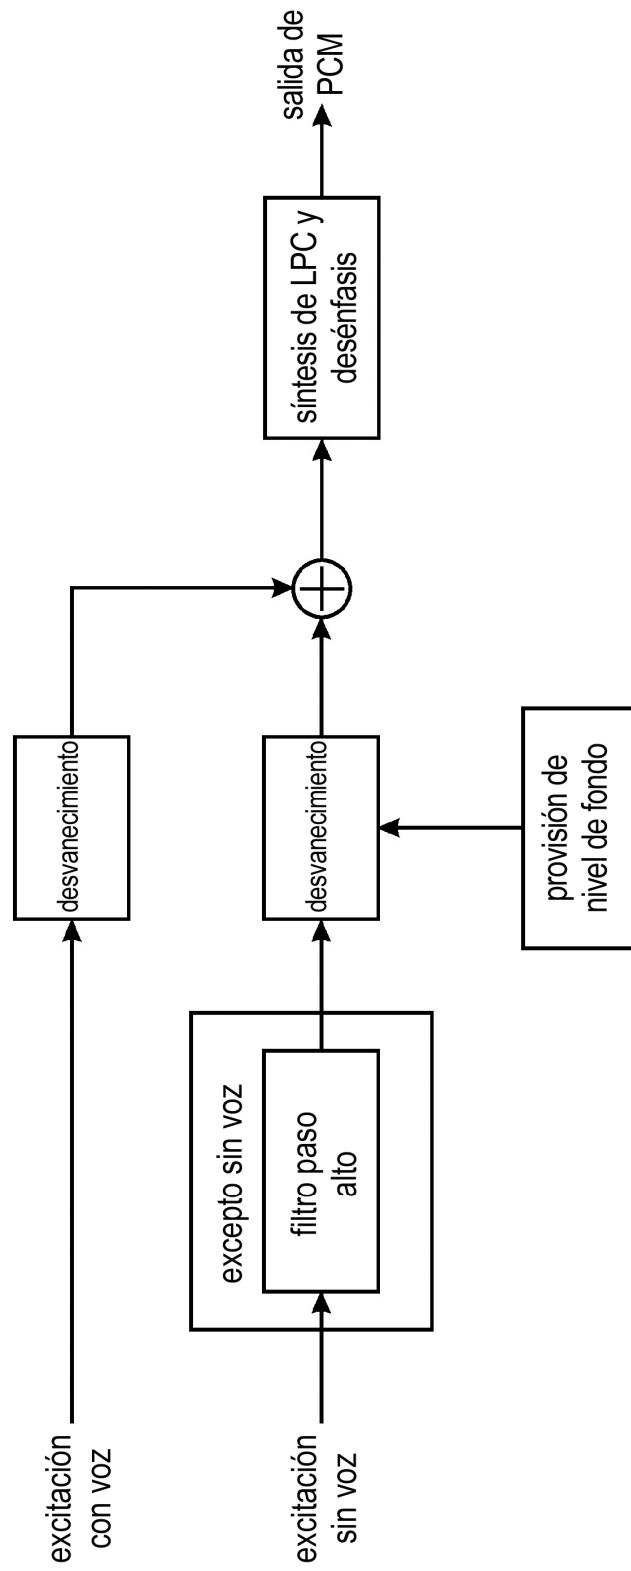 excitación
con voz
desvanecimiento
excitación
sin voz
excepto sin voz
filtro paso
alto
desvanecimiento
síntesis de LPC y
desénfasis
salida de
PCM
provisión de
nivel de fondo